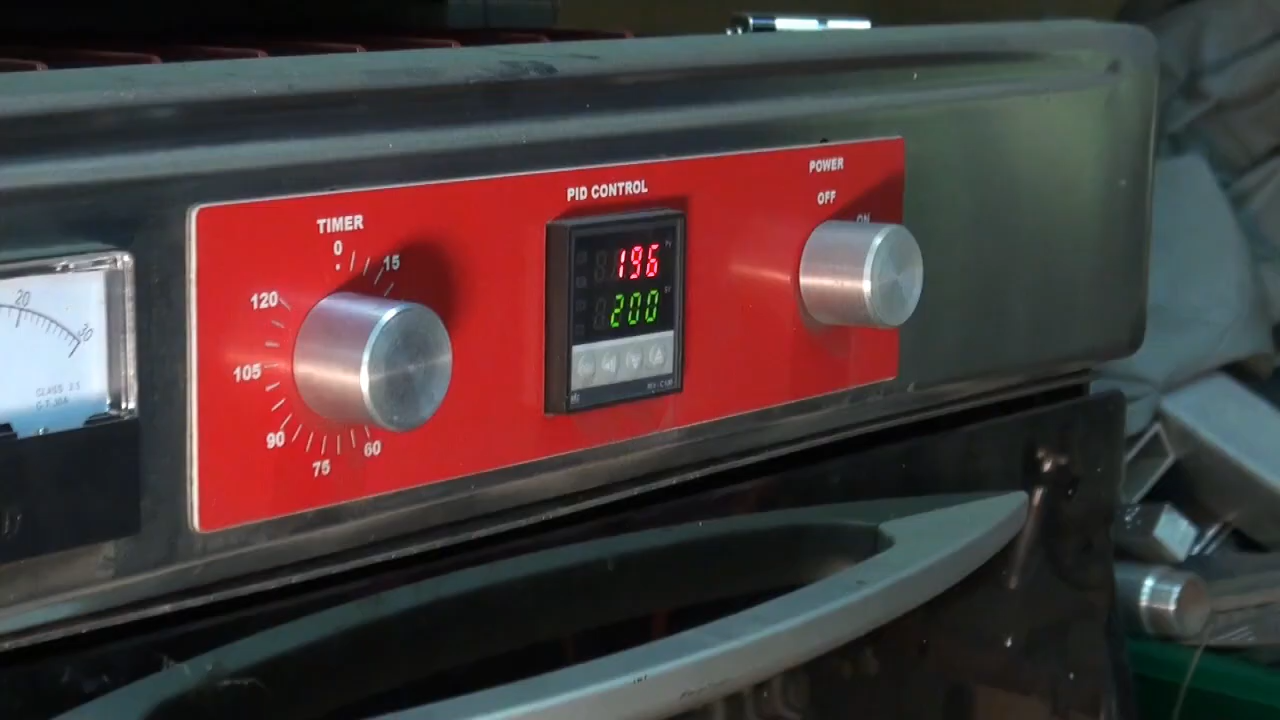 TIMER
0
15
120
105
90
75
60
PID CONTROL
196
200
POWER
OFF
ON
20
30
CLASS 2.5